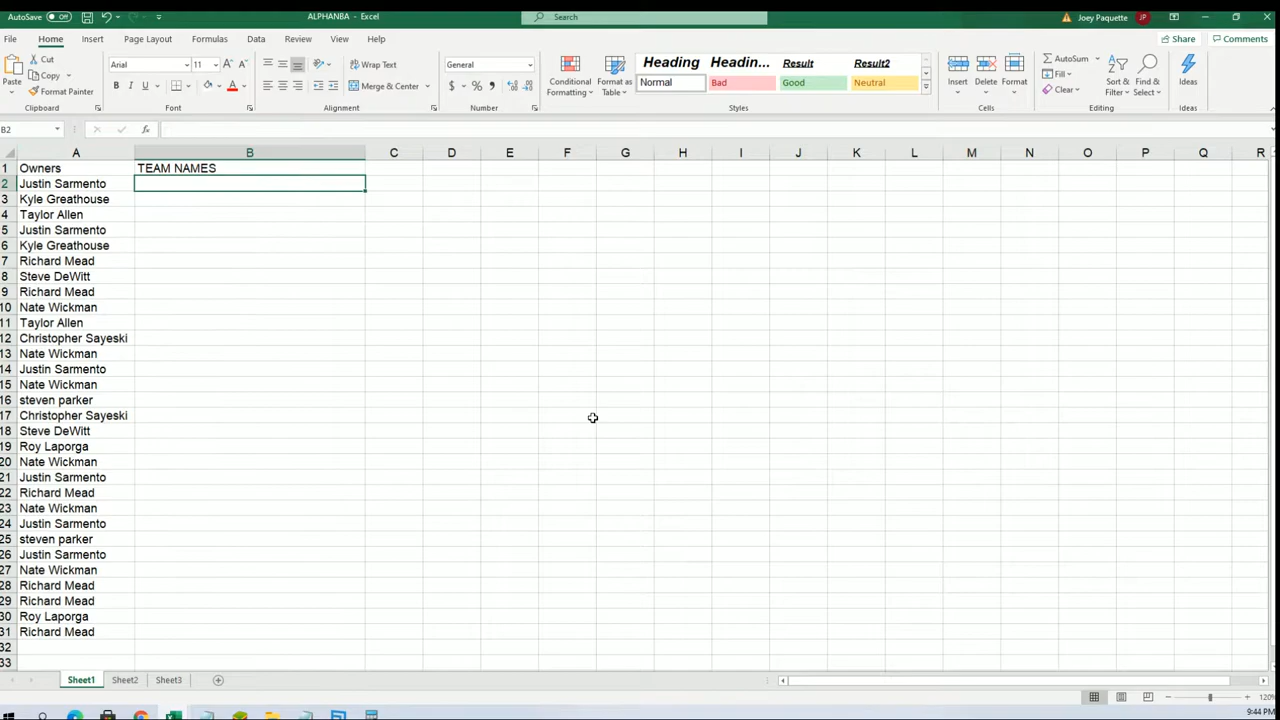 AutoSave Off ALPHANBA - Excel Search Joey Paquette JP
File Home Insert Page Layout Formulas Data Review View Help Share Comments
Paste Cut Copy Format Painter Clipboard
Arial 11 A A B I U A Font
Wrap Text Merge & Center Alignment
General $ % , Number
Conditional Formatting Format as Table
Heading Headin... Result Result2
Normal Bad Good Neutral
Styles
Insert Delete Format Cells
AutoSum Fill Clear Sort & Filter Find & Select Editing
Ideas Ideas
B2 fx
A B C D E F G H I J K L M N O P Q R
1 Owners TEAM NAMES
2 Justin Sarmento
3 Kyle Greathouse
4 Taylor Allen
5 Justin Sarmento
6 Kyle Greathouse
7 Richard Mead
8 Steve DeWitt
9 Richard Mead
10 Nate Wickman
11 Taylor Allen
12 Christopher Sayeski
13 Nate Wickman
14 Justin Sarmento
15 Nate Wickman
16 steven parker
17 Christopher Sayeski
18 Steve DeWitt
19 Roy Laporga
20 Nate Wickman
21 Justin Sarmento
22 Richard Mead
23 Nate Wickman
24 Justin Sarmento
25 steven parker
26 Justin Sarmento
27 Nate Wickman
28 Richard Mead
29 Richard Mead
30 Roy Laporga
31 Richard Mead
32
33
Sheet1 Sheet2 Sheet3
120%
9:44 PM